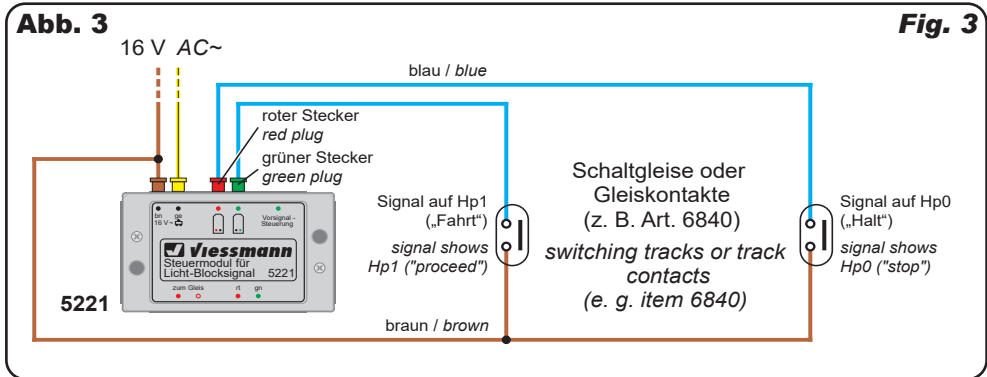 Abb. 3
Fig. 3
16 V AC~
blau / blue
roter Stecker
red plug
grüner Stecker
green plug
Schaltgleise oder
Gleiskontakte
(z. B. Art. 6840)
switching tracks or track
contacts
(e. g. item 6840)
Signal auf Hp1
(„Fahrt“)
signal shows
Hp1 ("proceed")
Signal auf Hp0
(„Halt“)
signal shows
Hp0 ("stop")
bn ge
16 V~
Vorsignal -
Steuerung
Viessmann
Steuermodul für
Licht-Blocksignal 5221
zum Gleis rt gn
5221
braun / brown